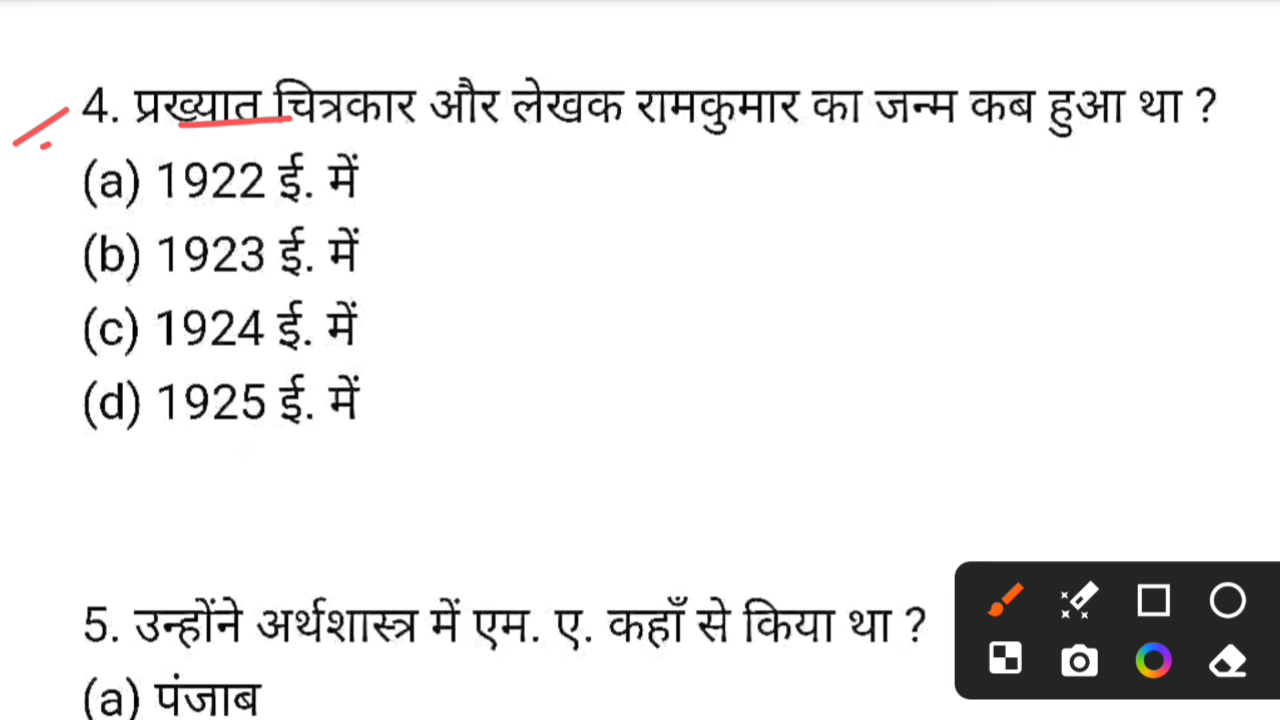 4. प्रख्यात चित्रकार और लेखक रामकुमार का जन्म कब हुआ था ?
(a) 1922 ई. में
(b) 1923 ई. में
(c) 1924 ई. में
(d) 1925 ई. में
5. उन्होंने अर्थशास्त्र में एम. ए. कहाँ से किया था ?
(a) पंजाब